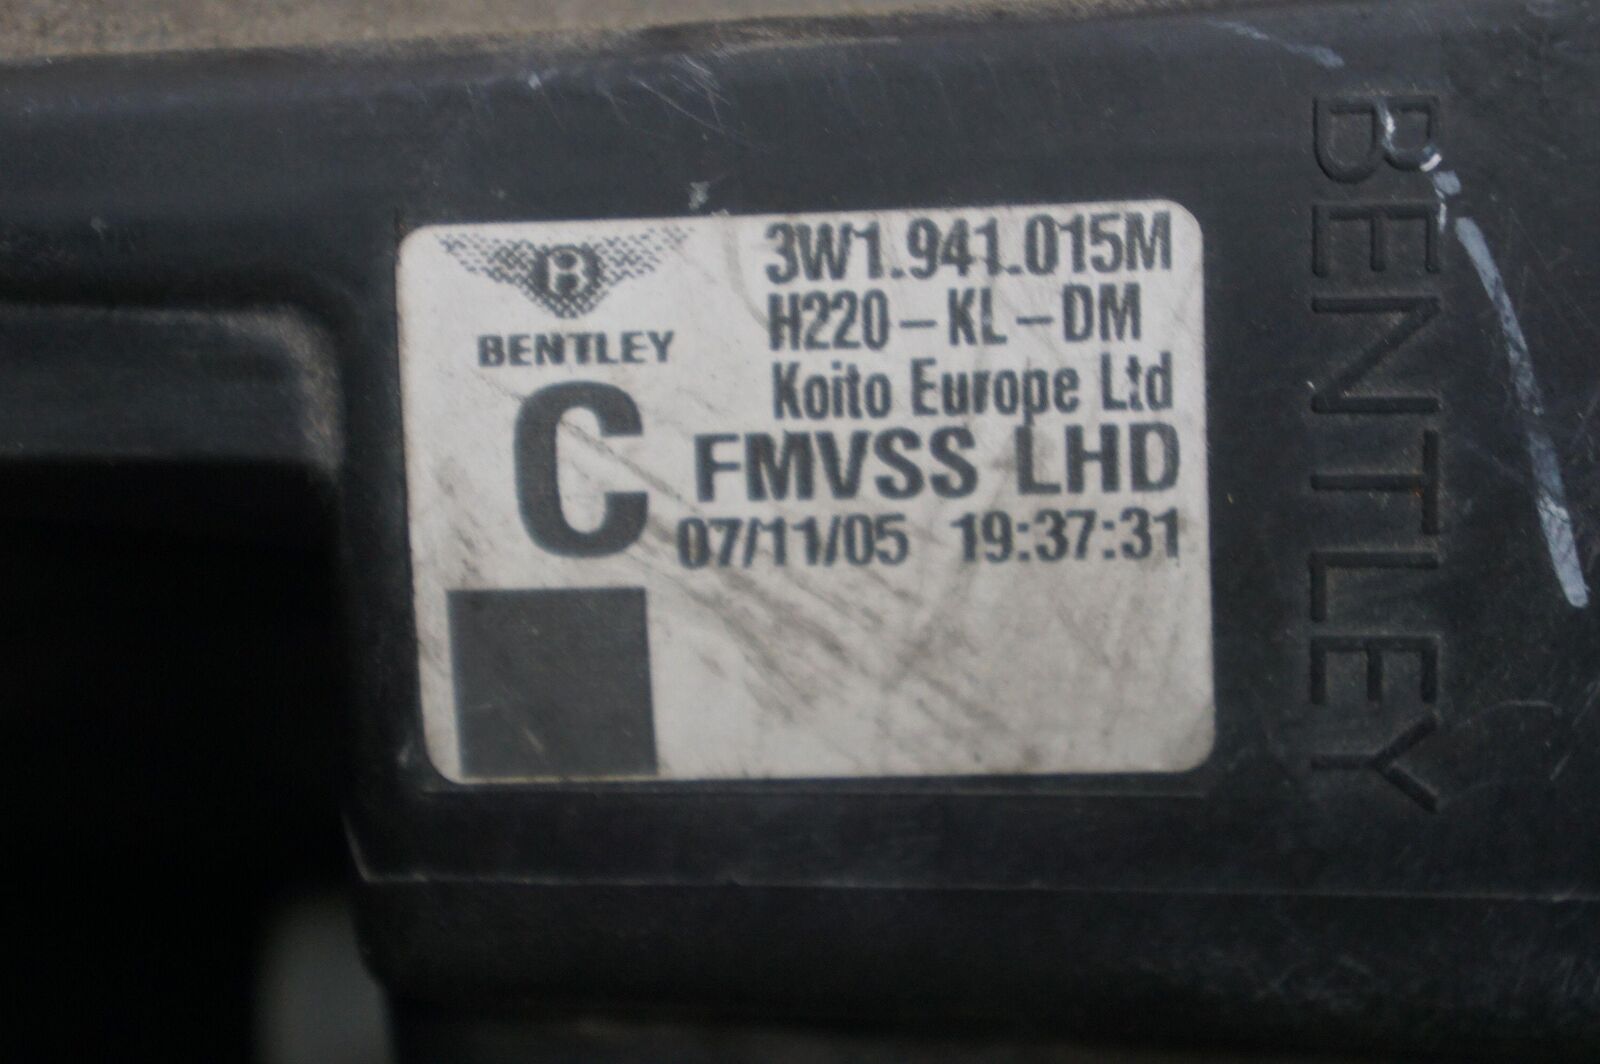 B
BENTLEY
C
3W1.941.015M
H220-KL-DM
Koito Europe Ltd
FMVSS LHD
07/11/05 19:37:31
BENTLEY